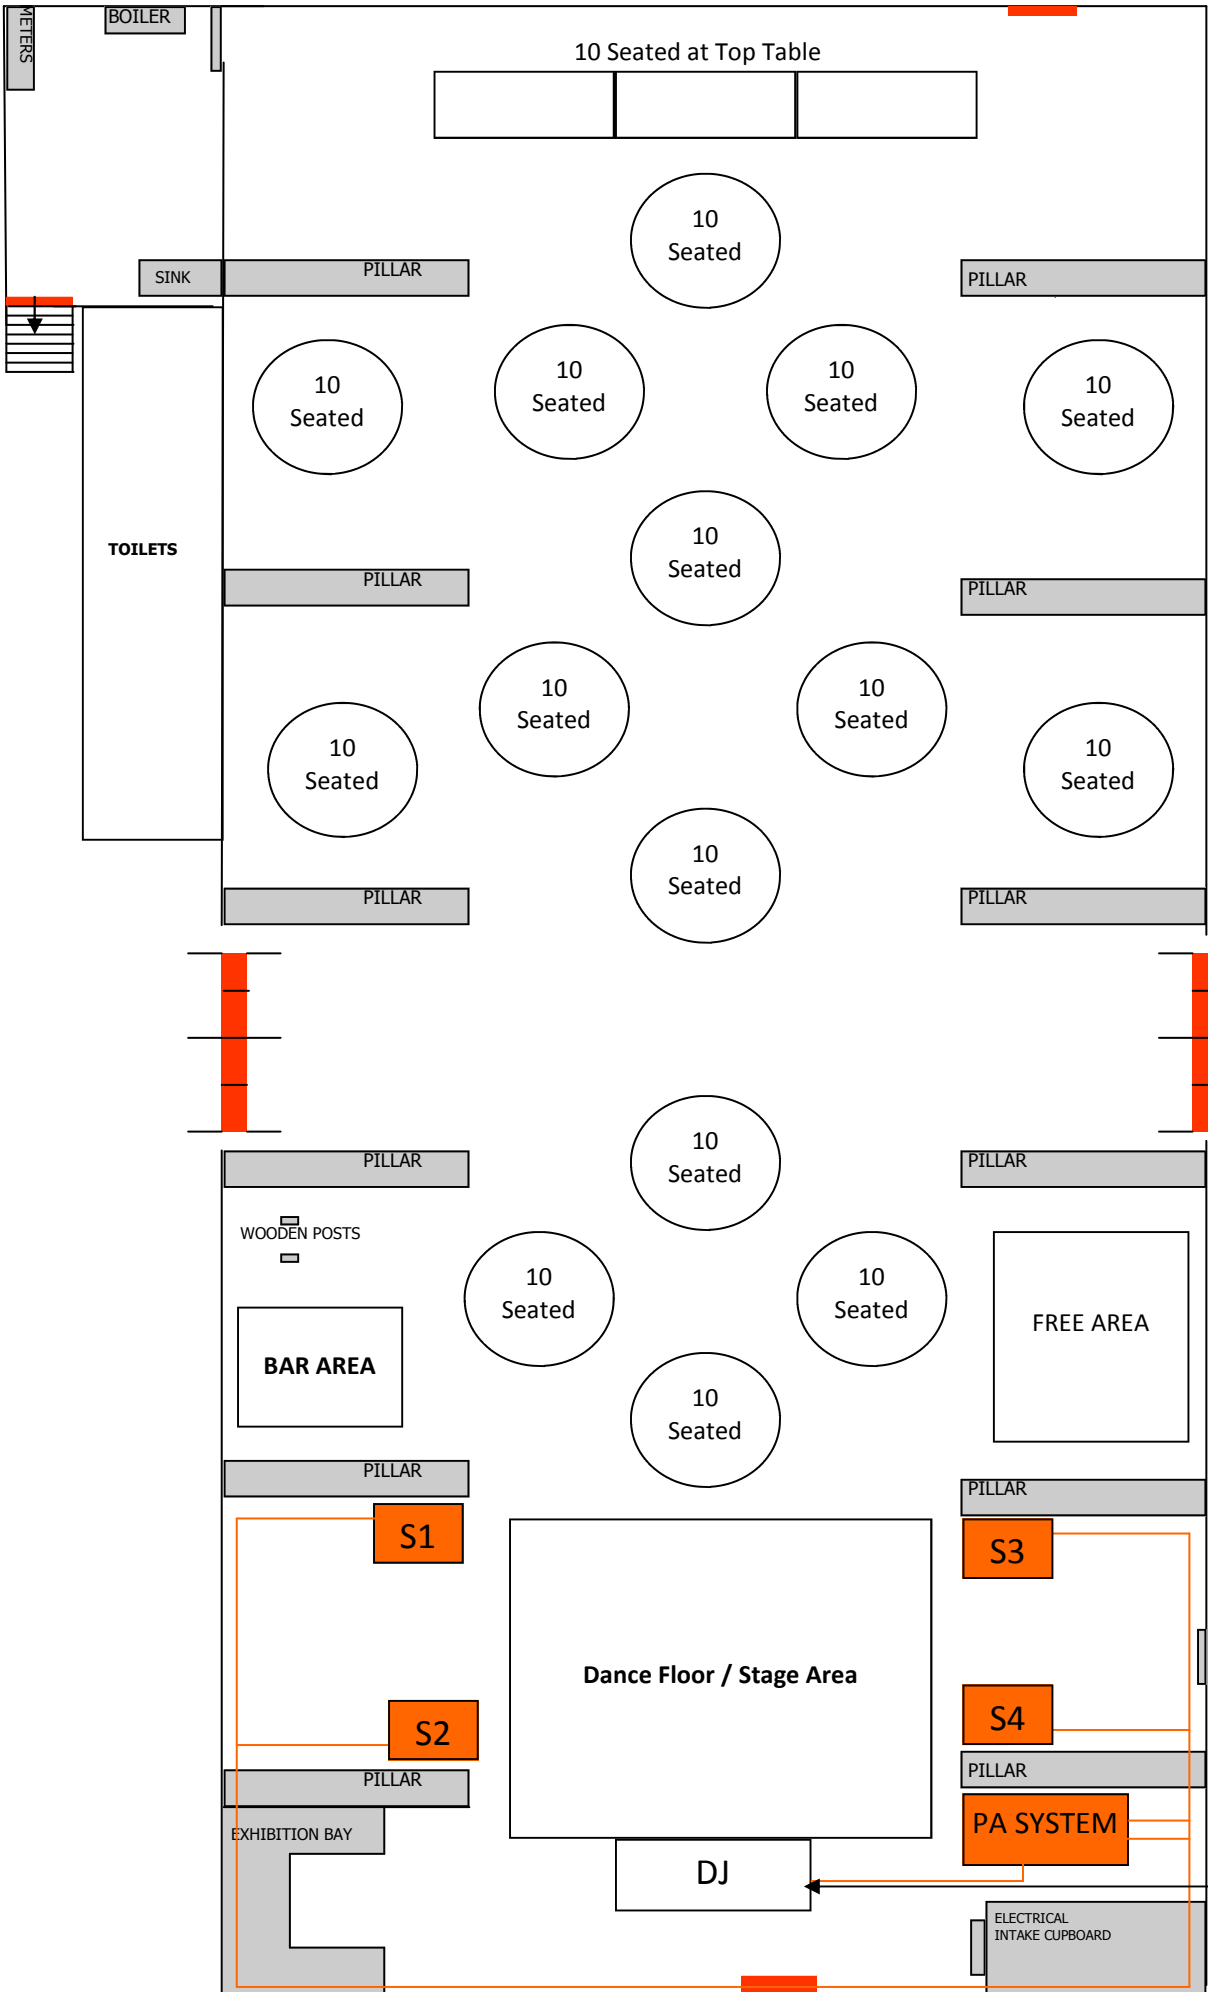 METERS
BOILER
10 Seated at Top Table
10
Seated
SINK
PILLAR
PILLAR
10
Seated
10
Seated
10
Seated
10
Seated
TOILETS
10
Seated
PILLAR
PILLAR
10
Seated
10
Seated
10
Seated
10
Seated
10
Seated
PILLAR
PILLAR
10
Seated
PILLAR
PILLAR
WOODEN POSTS
10
Seated
10
Seated
FREE AREA
BAR AREA
10
Seated
PILLAR
PILLAR
S1
S3
Dance Floor / Stage Area
S2
S4
PILLAR
PILLAR
EXHIBITION BAY
PA SYSTEM
DJ
ELECTRICAL
INTAKE CUPBOARD